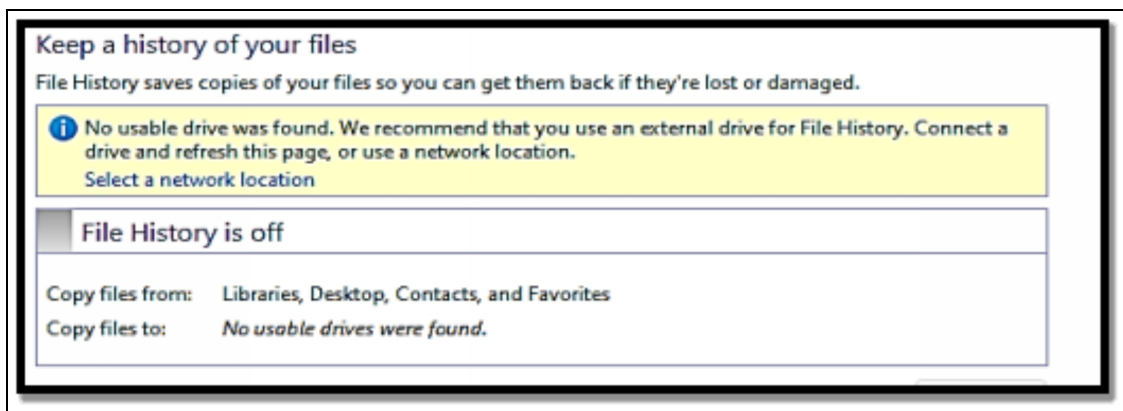 Keep a history of your files
File History saves copies of your files so you can get them back if they're lost or damaged.
No usable drive was found. We recommend that you use an external drive for File History. Connect a
drive and refresh this page, or use a network location.
Select a network location
File History is off
Copy files from: Libraries, Desktop, Contacts, and Favorites
Copy files to: No usable drives were found.